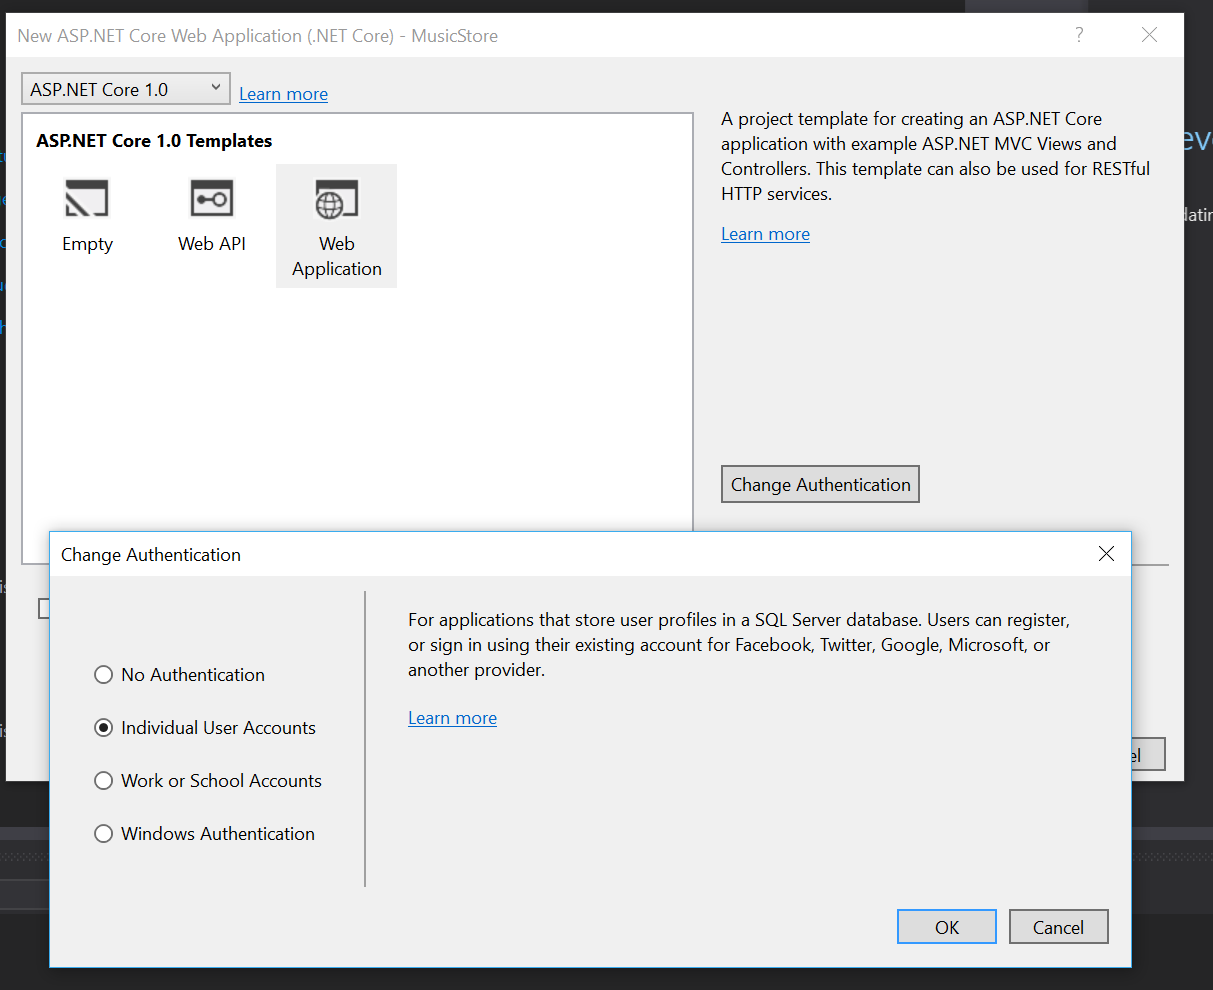 New ASP.NET Core Web Application (.NET Core) - MusicStore
?
ASP.NET Core 1.0
Learn more
ASP.NET Core 1.0 Templates
Empty
Web API
Web
Application
A project template for creating an ASP.NET Core
application with example ASP.NET MVC Views and
Controllers. This template can also be used for RESTful
HTTP services.
Learn more
Change Authentication
Change Authentication
No Authentication
Individual User Accounts
Work or School Accounts
Windows Authentication
For applications that store user profiles in a SQL Server database. Users can register,
or sign in using their existing account for Facebook, Twitter, Google, Microsoft, or
another provider.
Learn more
OK
Cancel